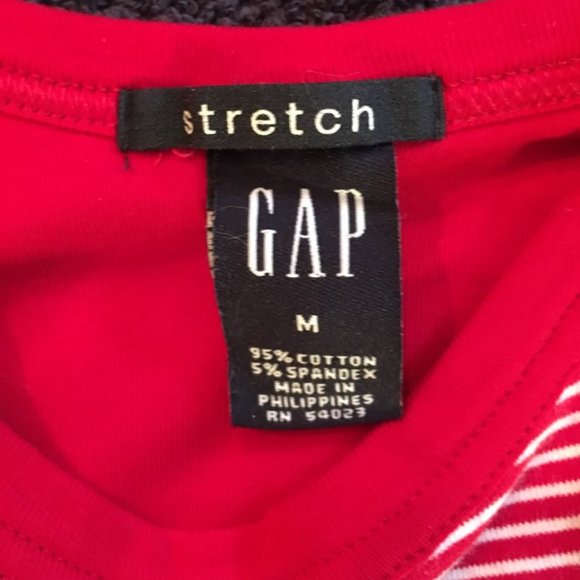 stretch
GAP
M
95% COTTON
5% SPANDEX
MADE IN
PHILIPPINES
RN 54023